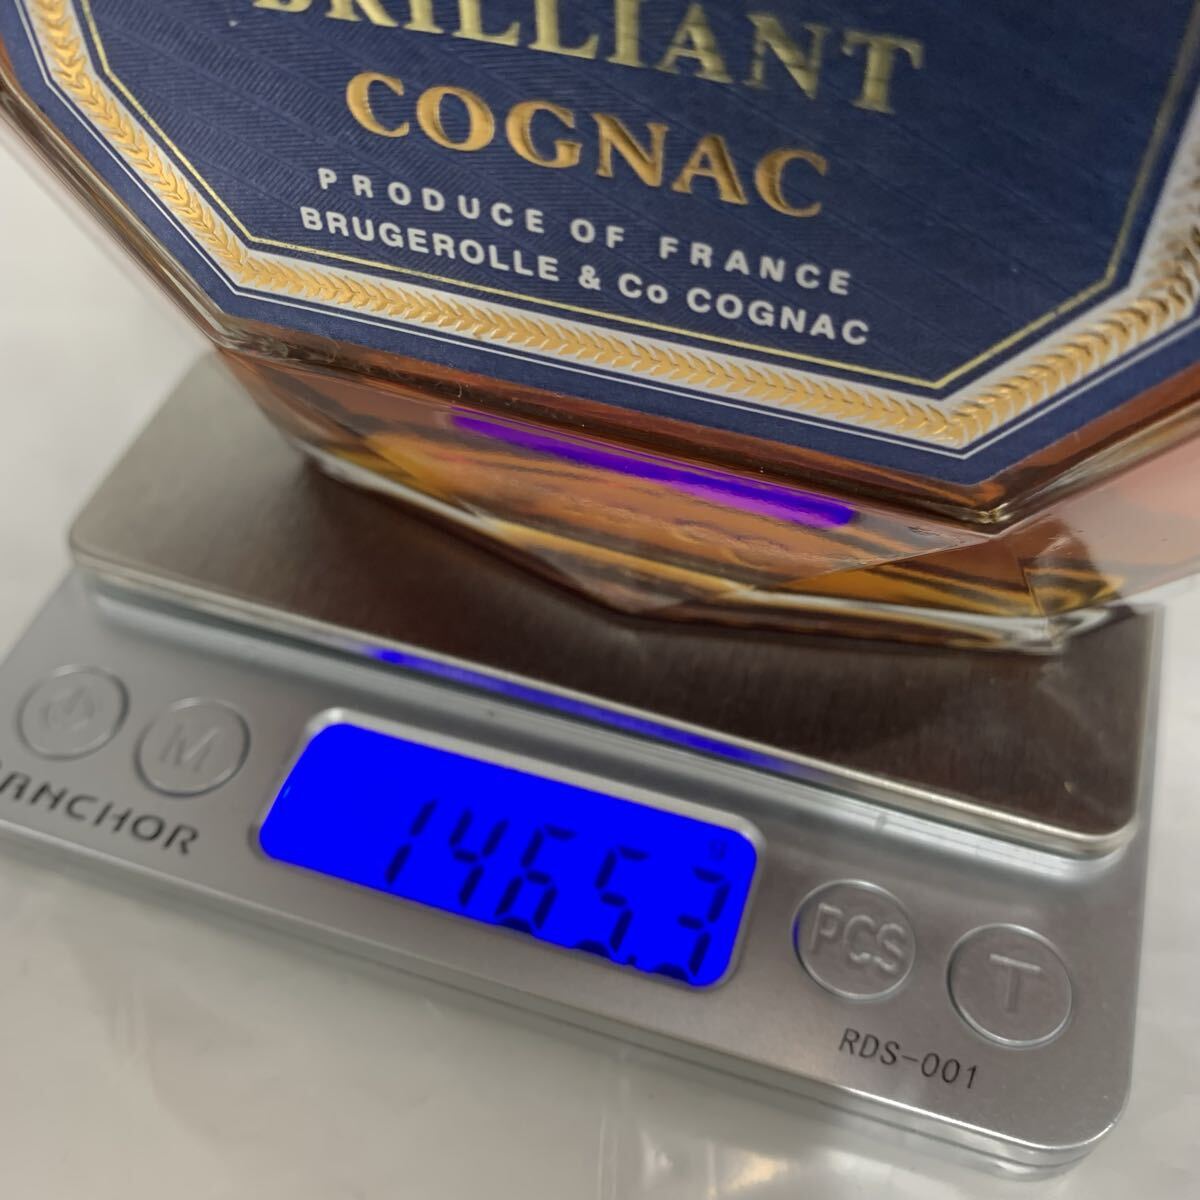 BRILLIANT
COGNAC
PRODUCE OF FRANCE
BRUGEROLLE & Co COGNAC
M
ANCHOR
g
1465.3
PCS
T
RDS-001